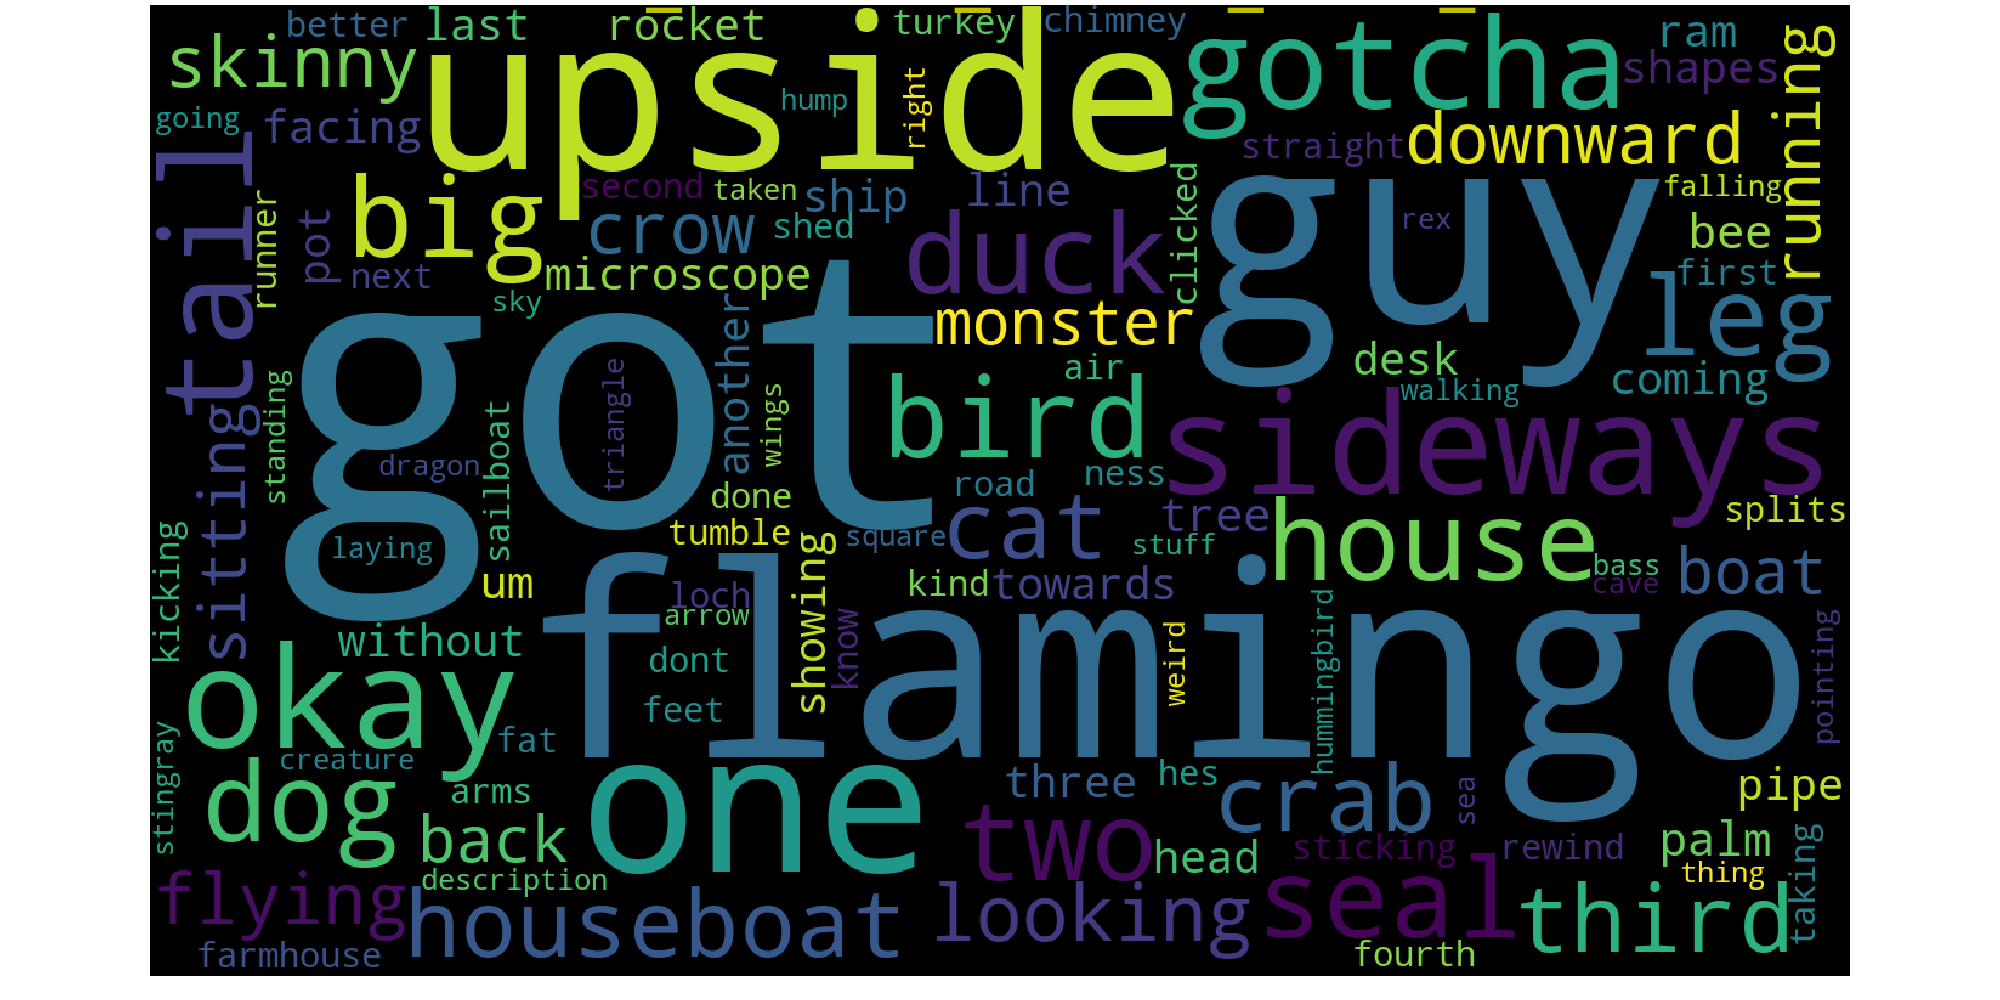 better
last
rocket
turkey
chimney
skinny
upside
gotcha
ram
shapes
running
going
facing
hump
right
straight
downward
tail
runner
pot
big
second
taken
ship
line
clicked
guy
falling
crow
shed
duck
rex
bee
next
microscope
first
sky
another
monster
leg
got
triangle
air
desk
coming
walking
standing
bird
sideways
sitting
dragon
sailboat
wings
road
ness
done
cat
tree
house
splits
kicking
laying
tumble
square
stuff
bass
cave
boat
um
loch
showing
kind
towards
arrow
flamingo
without
know
weird
hummingbird
pointing
okay
dont
feet
stingray
fat
creature
dog
arms
one
three
hes
crab
sea
pipe
back
two
head
sticking
rewind
palm
thing
taking
description
flying
houseboat
looking
seal
third
farmhouse
fourth